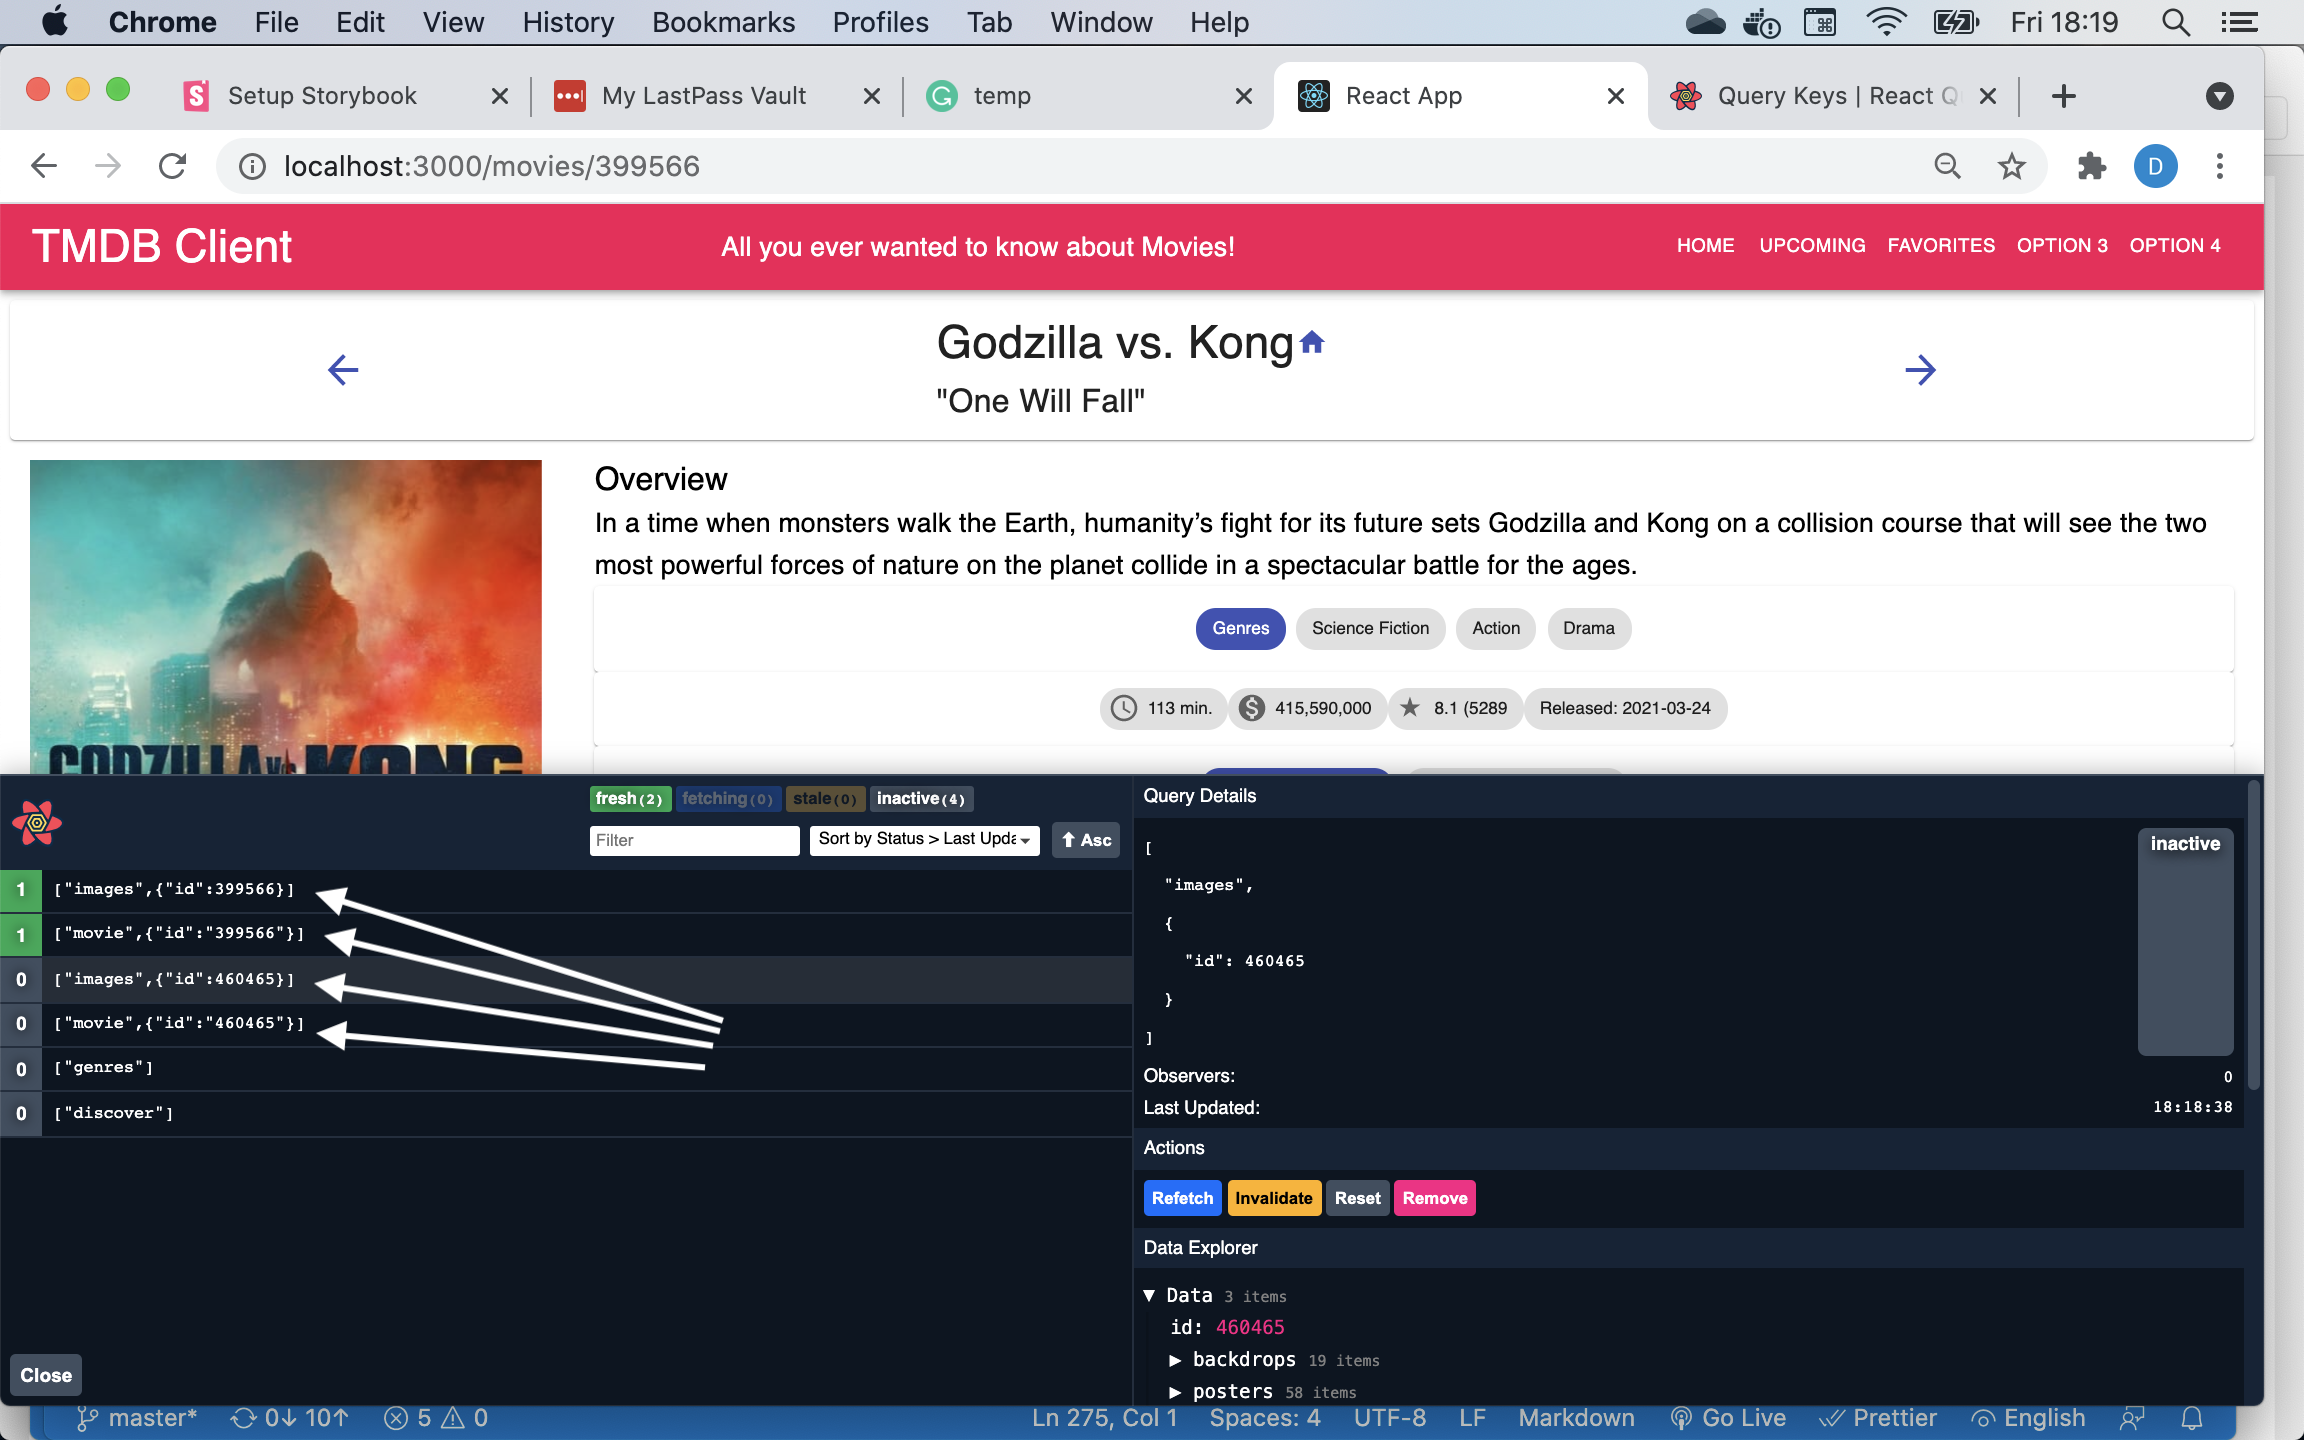 Chrome File Edit View History Bookmarks Profiles Tab Window Help Fri 18:19
Setup Storybook My LastPass Vault temp React App Query Keys | React Q
localhost:3000/movies/399566 D
TMDB Client All you ever wanted to know about Movies! HOME UPCOMING FAVORITES OPTION 3 OPTION 4
Godzilla vs. Kong
"One Will Fall"
Overview
In a time when monsters walk the Earth, humanity’s fight for its future sets Godzilla and Kong on a collision course that will see the two
most powerful forces of nature on the planet collide in a spectacular battle for the ages.
Genres Science Fiction Action Drama
113 min. 415,590,000 8.1 (5289 Released: 2021-03-24
GODZILLA VS. KONG
fresh (2) fetching (0) stale (0) inactive (4)
Filter Sort by Status > Last Upda Asc
1 ["images",{"id":399566}]
1 ["movie",{"id":"399566"}]
0 ["images",{"id":460465}]
0 ["movie",{"id":"460465"}]
0 ["genres"]
0 ["discover"]
Close
Query Details
[
"images",
{
"id": 460465
}
]
inactive
Observers: 0
Last Updated: 18:18:38
Actions
Refetch Invalidate Reset Remove
Data Explorer
▼ Data 3 items
id: 460465
▶ backdrops 19 items
▶ posters 58 items
master* 0↓ 10↑ 5 0 Ln 275, Col 1 Spaces: 4 UTF-8 LF Markdown Go Live Prettier English